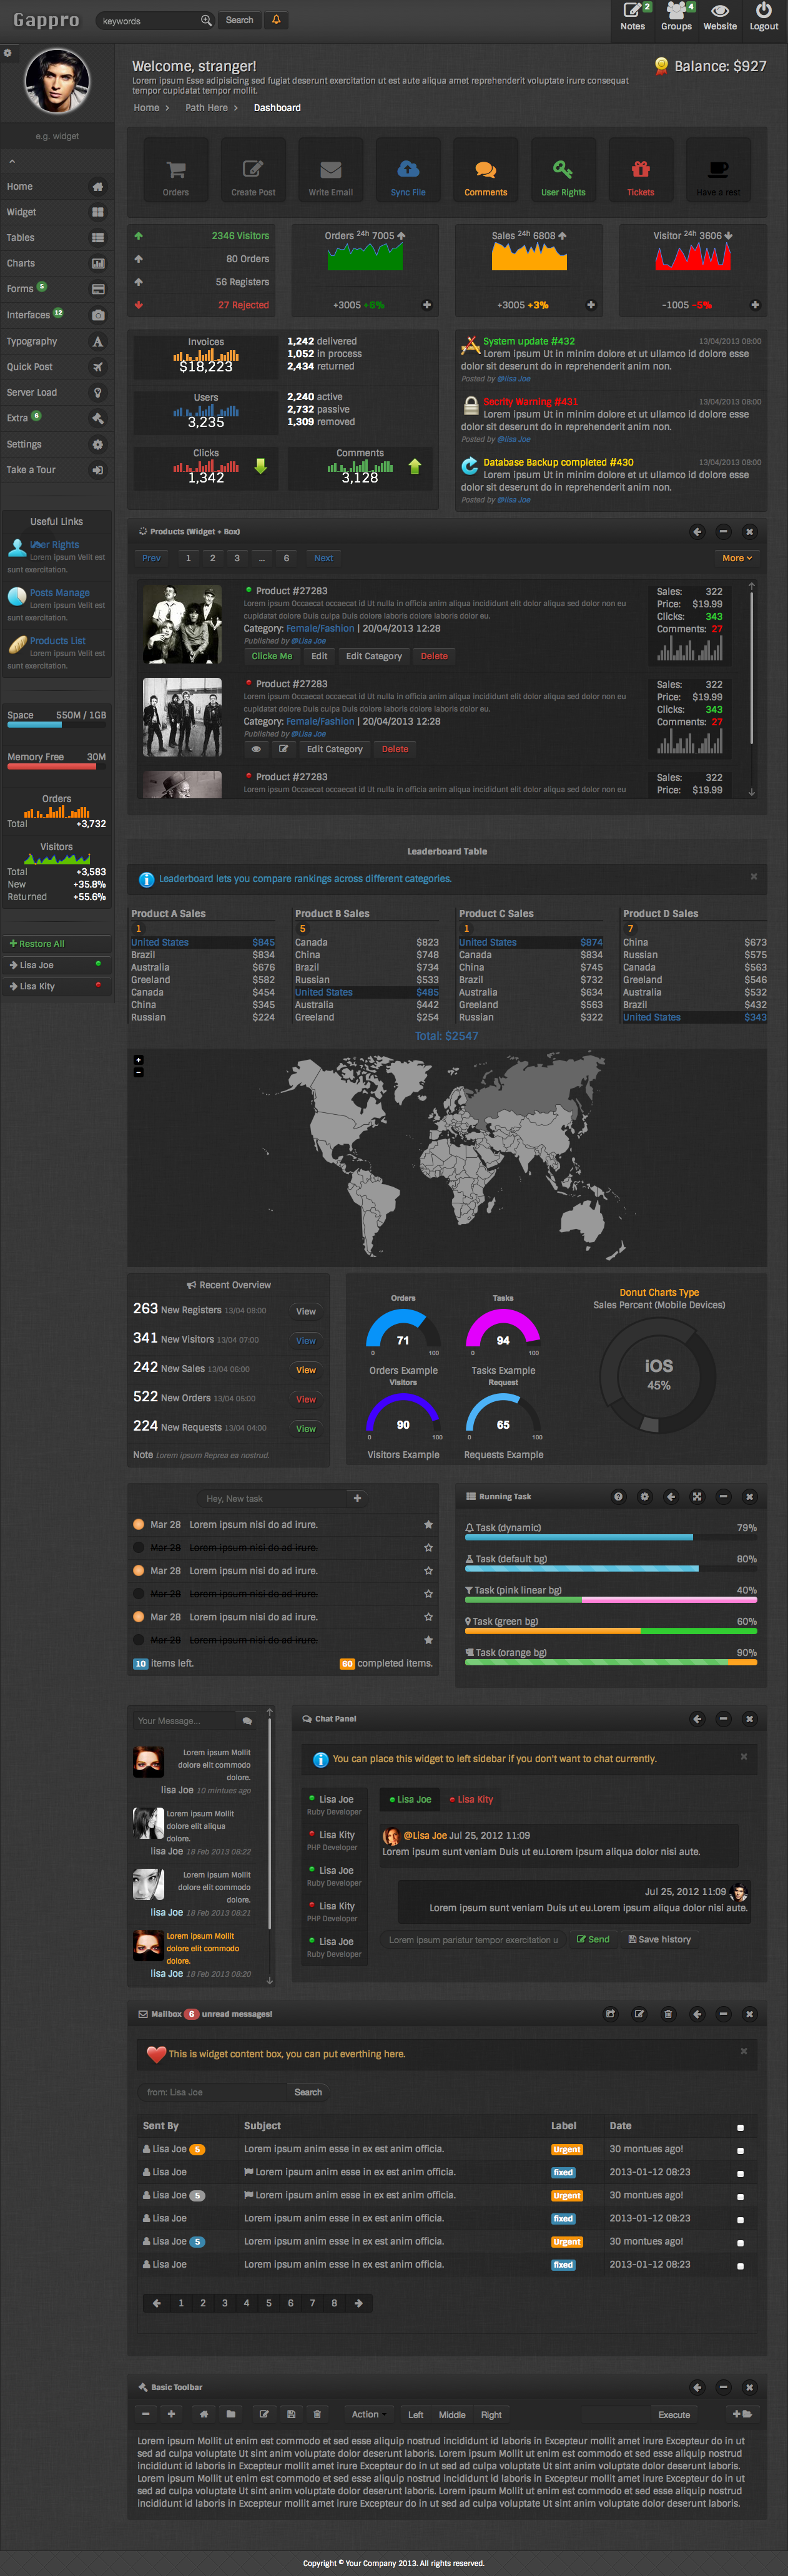 Gappro
keywords
Search
2
Notes
4
Groups
Website
Logout
Welcome, stranger!
Lorem ipsum Esse adipisicing sed fugiat deserunt exercitation ut est aute aliqua amet reprehenderit voluptate irure consequat
tempor cupidatat tempor mollit.
Balance: $927
Home > Path Here > Dashboard
e.g. widget
Home
Widget
Tables
Charts
Forms 5
Interfaces 12
Typography
Quick Post
Server Load
Extra 6
Settings
Take a Tour
Useful Links
User Rights
Lorem ipsum Velit est
sunt exercitation.
Posts Manage
Lorem ipsum Velit est
sunt exercitation.
Products List
Lorem ipsum Velit est
sunt exercitation.
Space 550M / 1GB
Memory Free 30M
Orders
Total +3,732
Visitors
Total +3,583
New +35.8%
Returned +55.6%
Restore All
Lisa Joe
Lisa Kity
Orders
Create Post
Write Email
Sync File
Comments
User Rights
Tickets
Have a rest
2346 Visitors
80 Orders
56 Registers
27 Rejected
Orders 24h 7005
+3005 +6%
Sales 24h 6808
+3005 +3%
Visitor 24h 3606
-1005 -5%
Invoices
$18,223
1,242 delivered
1,052 in process
2,434 returned
Users
3,235
2,240 active
2,732 passive
1,309 removed
Clicks
1,342
Comments
3,128
System update #432 13/04/2013 08:00
Lorem ipsum Ut in minim dolore et ut ullamco id dolore esse
dolor sit deserunt do in reprehenderit anim non.
Posted by @lisa Joe
Secrity Warning #431 13/04/2013 08:00
Lorem ipsum Ut in minim dolore et ut ullamco id dolore esse
dolor sit deserunt do in reprehenderit anim non.
Posted by @lisa Joe
Database Backup completed #430 13/04/2013 08:00
Lorem ipsum Ut in minim dolore et ut ullamco id dolore esse
dolor sit deserunt do in reprehenderit anim non.
Posted by @lisa Joe
Products (Widget + Box)
Prev 1 2 3 ... 6 Next
More
Product #27283
Lorem ipsum Occaecat occaecat id Ut nulla in officia anim aliqua incididunt elit dolor aliqua sed dolor non eu
cupidatat dolore Duis culpa Duis dolore laboris dolore laboris dolor eu.
Category: Female/Fashion | 20/04/2013 12:28
Published by @Lisa Joe
Clicke Me Edit Edit Category Delete
Sales: 322
Price: $19.99
Clicks: 343
Comments: 27
Product #27283
Lorem ipsum Occaecat occaecat id Ut nulla in officia anim aliqua incididunt elit dolor aliqua sed dolor non eu
cupidatat dolore Duis culpa Duis dolore laboris dolore laboris dolor eu.
Category: Female/Fashion | 20/04/2013 12:28
Published by @Lisa Joe
Edit Category Delete
Sales: 322
Price: $19.99
Clicks: 343
Comments: 27
Product #27283
Lorem ipsum Occaecat occaecat id Ut nulla in officia anim aliqua incididunt elit dolor aliqua sed dolor non eu
Sales: 322
Price: $19.99
Leaderboard Table
Leaderboard lets you compare rankings across different categories.
Product A Sales
1
United States $845
Brazil $834
Australia $676
Greeland $582
Canada $454
China $345
Russian $224
Product B Sales
5
Canada $823
China $748
Brazil $734
Russian $533
United States $485
Australia $442
Greeland $254
Product C Sales
1
United States $874
Canada $834
China $745
Brazil $732
Australia $634
Greeland $563
Russian $322
Product D Sales
7
China $673
Russian $575
Canada $563
Greeland $546
Australia $532
Brazil $432
United States $343
Total: $2547
+
−
Recent Overview
263 New Registers 13/04 09:00 View
341 New Visitors 13/04 07:00 View
242 New Sales 13/04 06:00 View
522 New Orders 13/04 05:00 View
224 New Requests 13/04 04:00 View
Note Lorem ipsum Reprea ea nostrud.
Orders
71
0 100
Orders Example
Tasks
94
0 100
Tasks Example
Visitors
90
0 100
Visitors Example
Request
65
0 100
Requests Example
Donut Charts Type
Sales Percent (Mobile Devices)
iOS
45%
Hey, New task
Mar 28 Lorem ipsum nisi do ad irure.
Mar 28 Lorem ipsum nisi do ad irure.
Mar 28 Lorem ipsum nisi do ad irure.
Mar 28 Lorem ipsum nisi do ad irure.
Mar 28 Lorem ipsum nisi do ad irure.
Mar 28 Lorem ipsum nisi do ad irure.
10 items left. 60 completed items.
Running Task
Task (dynamic) 79%
Task (default bg) 80%
Task (pink linear bg) 40%
Task (green bg) 60%
Task (orange bg) 90%
Your Message...
Lorem ipsum Mollit
dolore elit commodo
dolore.
lisa Joe 10 mintues ago
Lorem ipsum Mollit
dolore elit aliqua
dolore.
lisa Joe 18 Feb 2013 08:22
Lorem ipsum Mollit
dolore elit commodo
dolore.
lisa Joe 18 Feb 2013 08:21
Lorem ipsum Mollit
dolore elit commodo
dolore.
lisa Joe 18 Feb 2013 08:20
Chat Panel
You can place this widget to left sidebar if you don't want to chat currently.
Lisa Joe
Ruby Developer
Lisa Kity
PHP Developer
Lisa Joe
Ruby Developer
Lisa Kity
PHP Developer
Lisa Joe
Ruby Developer
Lisa Joe Lisa Kity
@Lisa Joe Jul 25, 2012 11:09
Lorem ipsum sunt veniam Duis ut eu.Lorem ipsum aliqua dolor nisi aute.
Jul 25, 2012 11:09
Lorem ipsum sunt veniam Duis ut eu.Lorem ipsum aliqua dolor nisi aute.
Lorem ipsum pariatur tempor exercitation u
Send
Save history
Mailbox 6 unread messages!
This is widget content box, you can put everthing here.
from: Lisa Joe
Search
Sent By Subject Label Date
Lisa Joe 5 Lorem ipsum anim esse in ex est anim officia. Urgent 30 montues ago!
Lisa Joe Lorem ipsum anim esse in ex est anim officia. fixed 2013-01-12 08:23
Lisa Joe 5 Lorem ipsum anim esse in ex est anim officia. Urgent 30 montues ago!
Lisa Joe Lorem ipsum anim esse in ex est anim officia. fixed 2013-01-12 08:23
Lisa Joe 5 Lorem ipsum anim esse in ex est anim officia. Urgent 30 montues ago!
Lisa Joe Lorem ipsum anim esse in ex est anim officia. fixed 2013-01-12 08:23
1 2 3 4 5 6 7 8
Basic Toolbar
Action Left Middle Right Execute
Lorem ipsum Mollit ut enim est commodo et sed esse aliquip nostrud incididunt id laboris in Excepteur mollit amet irure Excepteur do in ut
sed ad culpa voluptate Ut sint anim voluptate dolor deserunt laboris. Lorem ipsum Mollit ut enim est commodo et sed esse aliquip nostrud
incididunt id laboris in Excepteur mollit amet irure Excepteur do in ut sed ad culpa voluptate Ut sint anim voluptate dolor deserunt laboris.
Lorem ipsum Mollit ut enim est commodo et sed esse aliquip nostrud incididunt id laboris in Excepteur mollit amet irure Excepteur do in ut
sed ad culpa voluptate Ut sint anim voluptate dolor deserunt laboris. Lorem ipsum Mollit ut enim est commodo et sed esse aliquip nostrud
incididunt id laboris in Excepteur mollit amet irure Excepteur do in ut sed ad culpa voluptate Ut sint anim voluptate dolor deserunt laboris.
Copyright © Your Company 2013. All rights reserved.